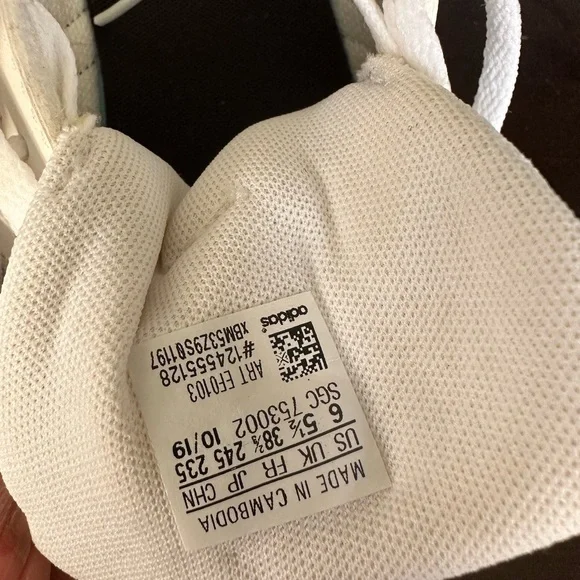 MADE IN CAMBODIA
US UK FR JP CHN
6 5½ 38⅔ 245 235
SGC 753002 10/19
ART EF0103
#124555128
XBM53Z9S01197
adidas